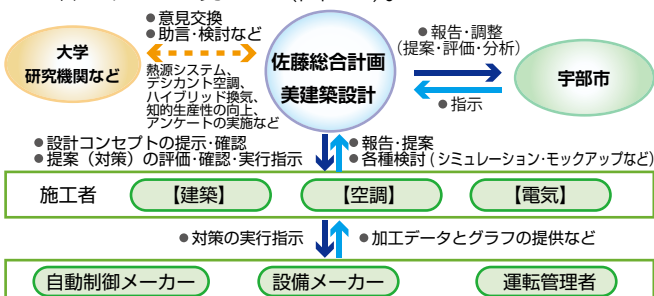 ●意見交換
●助言・検討など
大学
研究機関など
熱源システム、
デシカント空調、
ハイブリッド換気、
知的生産性の向上、
アンケートの実施など
佐藤総合計画
美建築設計
●報告・調整
(提案・評価・分析)
●指示
宇部市
●設計コンセプトの提示・確認
●提案（対策）の評価・確認・実行指示
●報告・提案
●各種検討(シミュレーション・モックアップなど)
施工者
【建築】
【空調】
【電気】
●対策の実行指示
●加工データとグラフの提供など
自動制御メーカー
設備メーカー
運転管理者